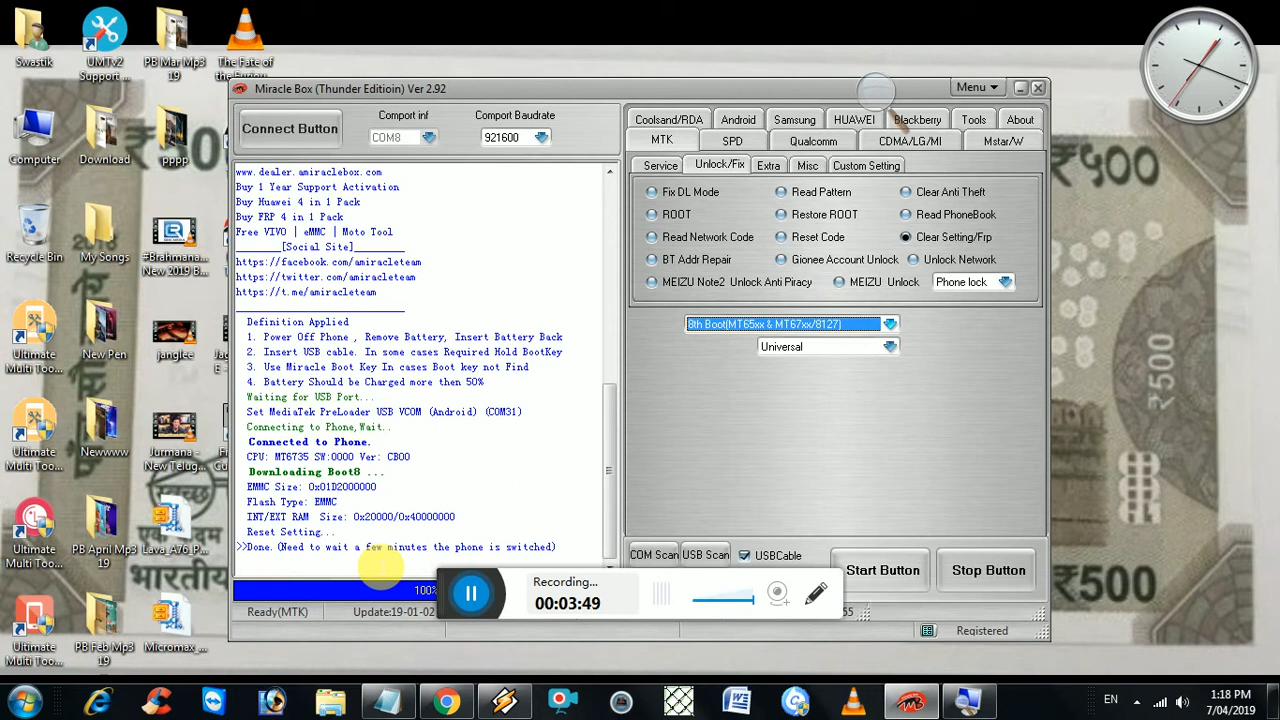 Swastik
UMTv2
Support ...
PB Mar Mp3
19
The Fate of
the Furiou...
Computer
Download
pppp
Recycle Bin
My Songs
#Brahmana...
New 2019 B...
Ultimate
Multi Too...
New Pen
janglee
Ultimate
Multi Too...
Newwww
Jurmana -
New Telug...
Ultimate
Multi Too...
PB April Mp3
19
Lava_A76_P...
Ultimate
Multi Too...
PB Feb Mp3
19
Micromax_...
Miracle Box (Thunder Editioin) Ver 2.92
Menu
Connect Button
Comport inf
COM8
Comport Baudrate
921600
www.dealer.amiraclebox.com
Buy 1 Year Support Activation
Buy Huawei 4 in 1 Pack
Buy FRP 4 in 1 Pack
Free VIVO | eMMC | Moto Tool
______[Social Site]______
https://facebook.com/amiracleteam
https://twitter.com/amiracleteam
https://t.me/amiracleteam
Definition Applied
1. Power Off Phone , Remove Battery, Insert Battery Back
2. Insert USB cable. In some cases Required Hold BootKey
3. Use Miracle Boot Key In cases Boot key not Find
4. Battery Should be Charged more then 50%
Waiting for USB Port...
Set MediaTek PreLoader USB VCOM (Android) (COM31)
Connecting to Phone,Wait..
Connected to Phone.
CPU: MT6735 SW:0000 Ver: CB00
Downloading Boot8 ...
EMMC Size: 0x01D2000000
Flash Type: EMMC
INT/EXT RAM Size: 0x20000/0x40000000
Reset Setting...
>>Done.(Need to wait a few minutes the phone is switched)
100%
Ready(MTK)
Update:19-01-02
Coolsand/RDA
Android
Samsung
HUAWEI
Blackberry
Tools
About
MTK
SPD
Qualcomm
CDMA/LG/MI
Mstar/W
Service
Unlock/Fix
Extra
Misc
Custom Setting
Fix DL Mode
Read Pattern
Clear Anti Theft
ROOT
Restore ROOT
Read PhoneBook
Read Network Code
Reset Code
Clear Setting/Frp
BT Addr Repair
Gionee Account Unlock
Unlock Network
MEIZU Note2 Unlock Anti Piracy
MEIZU Unlock
Phone lock
8th Boot(MT65xx & MT67xx/8127)
Universal
COM Scan
USB Scan
USBCable
Start Button
Stop Button
Recording...
00:03:49
55
Registered
₹500
₹500
EN
1:18 PM
7/04/2019